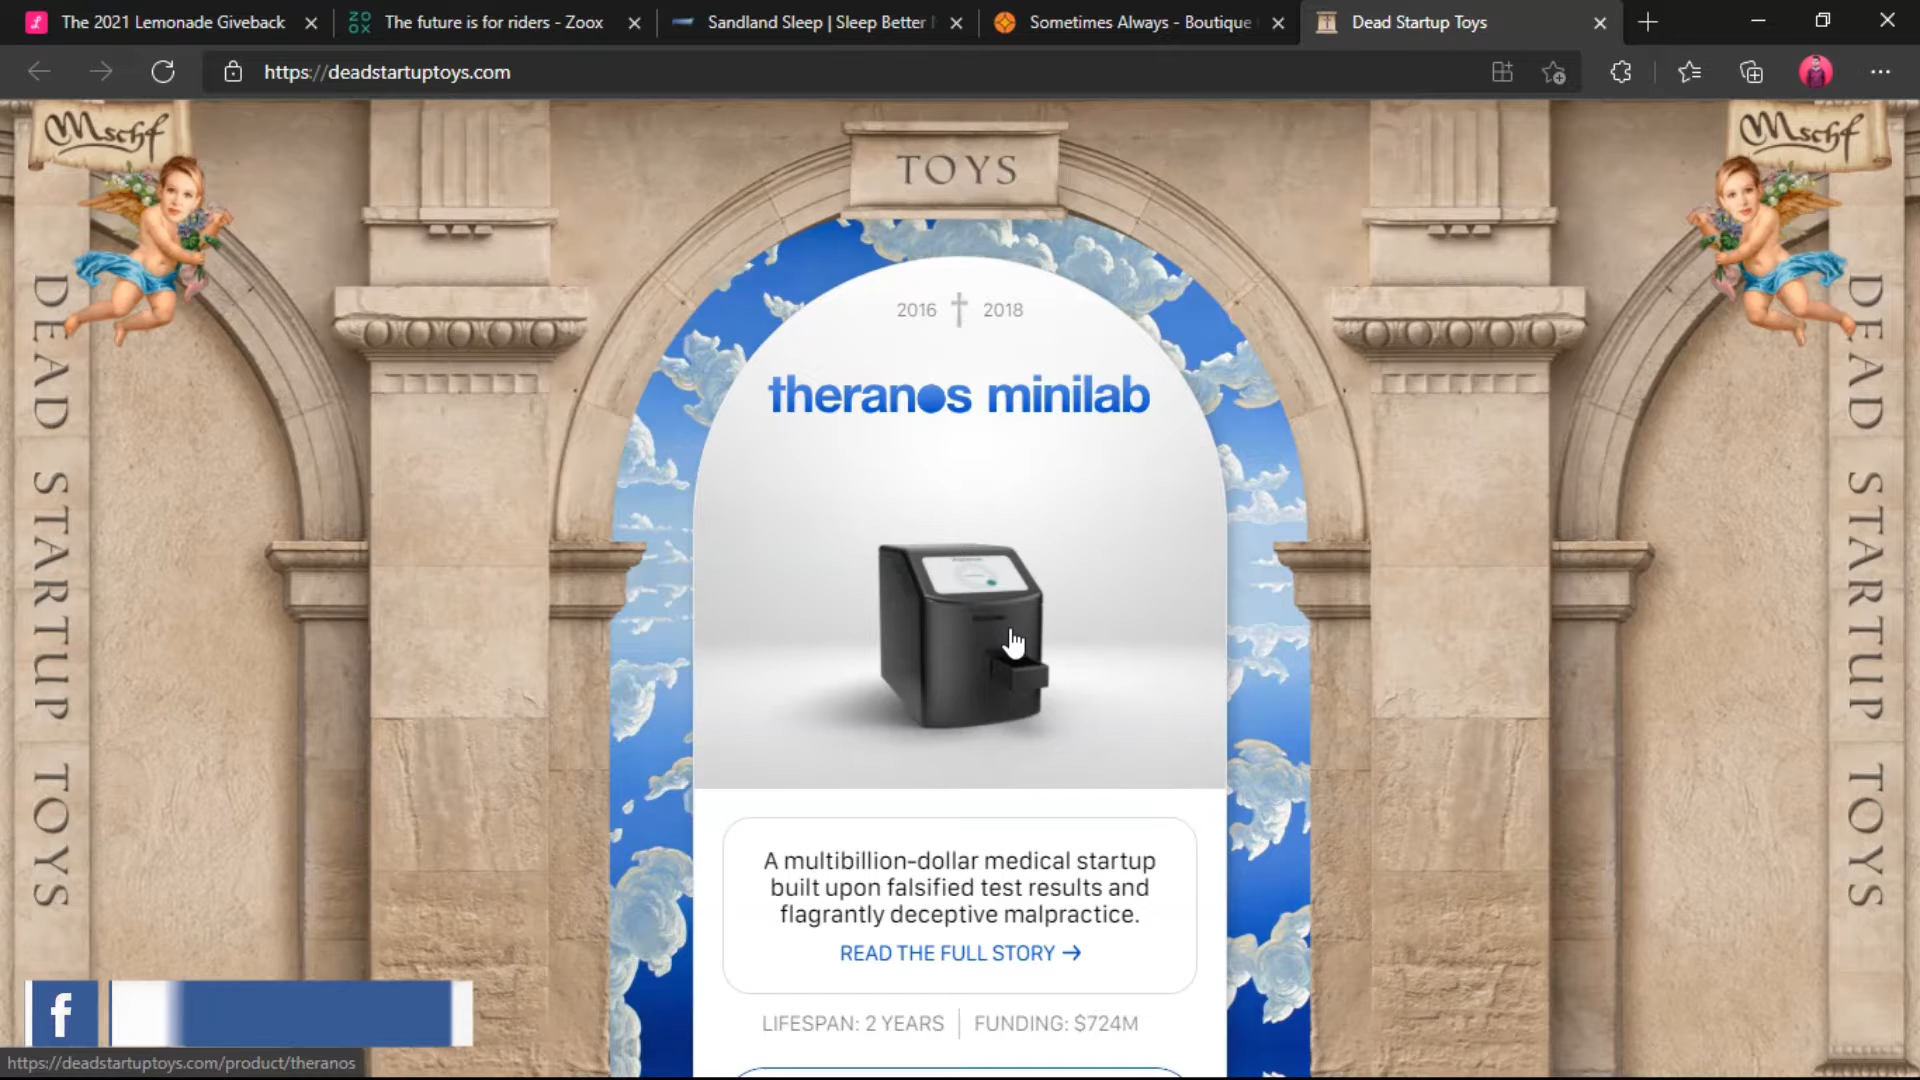 The 2021 Lemonade Giveback
ZOOX
The future is for riders - Zoox
Sandland Sleep | Sleep Better
Sometimes Always - Boutique
Dead Startup Toys
https://deadstartuptoys.com
Mschf
Mschf
TOYS
DEAD STARTUP TOYS
DEAD STARTUP TOYS
2016 † 2018
theranos minilab
A multibillion-dollar medical startup
built upon falsified test results and
flagrantly deceptive malpractice.
READ THE FULL STORY →
LIFESPAN: 2 YEARS | FUNDING: $724M
f
https://deadstartuptoys.com/product/theranos